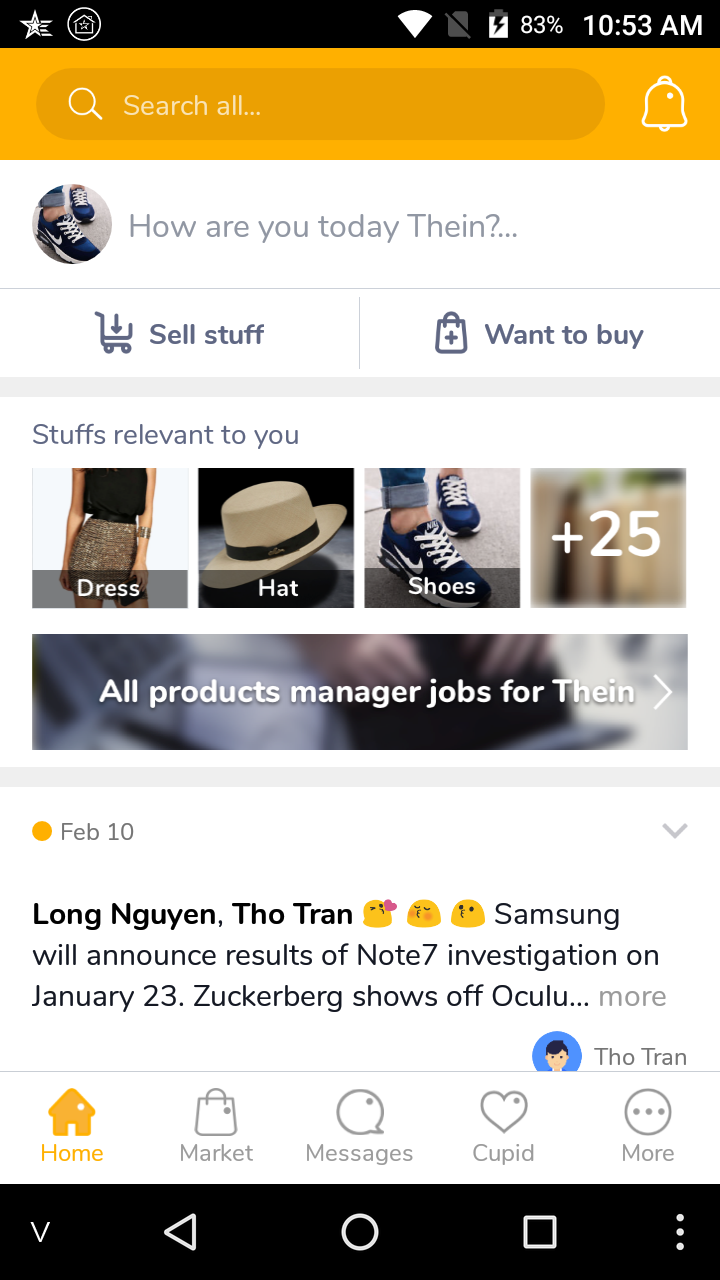 83% 10:53 AM
Search all...
How are you today Thein?...
Sell stuff
Want to buy
Stuffs relevant to you
Dress
Hat
Shoes
+25
All products manager jobs for Thein
Feb 10
Long Nguyen, Tho Tran 😘 😚 😗 Samsung
will announce results of Note7 investigation on
January 23. Zuckerberg shows off Oculu... more
Tho Tran
Home
Market
Messages
Cupid
More